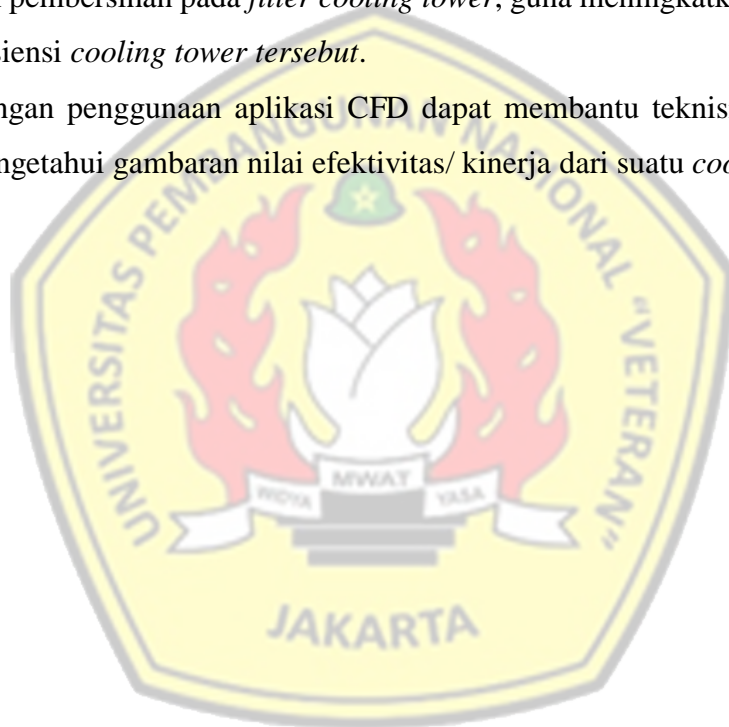 pembersihan pada filter cooling tower, guna meningkatk
siensi cooling tower tersebut.
ngan penggunaan aplikasi CFD dapat membantu teknis
ngetahui gambaran nilai efektivitas/ kinerja dari suatu coo
UNIVERSITAS PEMBANGUNAN NASIONAL "VETERAN"
WIDYA MWAT YASA
JAKARTA